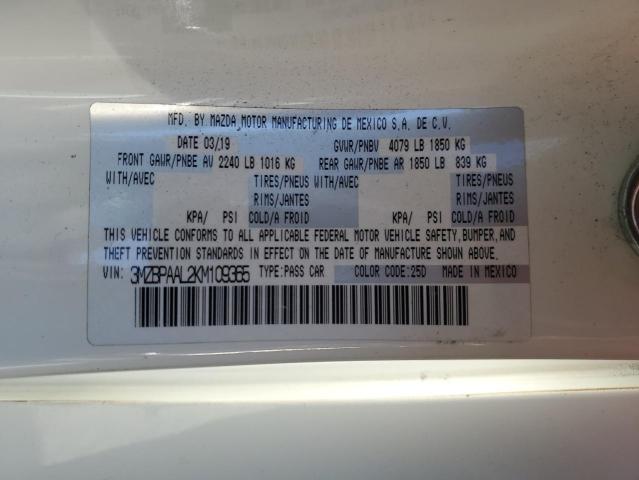 MFD. BY MAZDA MOTOR MANUFACTURING DE MEXICO S.A. DE C.V.
DATE 03/19 GVWR/PNBV 4079 LB 1850 KG
FRONT GAWR/PNBE AV 2240 LB 1016 KG REAR GAWR/PNBE AR 1850 LB 839 KG
WITH/AVEC TIRES/PNEUS WITH/AVEC TIRES/PNEUS
RIMS/JANTES RIMS/JANTES
KPA/ PSI COLD/A FROID KPA/ PSI COLD/A FROID
THIS VEHICLE CONFORMS TO ALL APPLICABLE FEDERAL MOTOR VEHICLE SAFETY, BUMPER, AND
THEFT PREVENTION STANDARDS IN EFFECT ON THE DATE OF MANUFACTURE SHOWN ABOVE.
VIN: 3MZBPAAL2KM109365 TYPE:PASS CAR COLOR CODE:25D MADE IN MEXICO